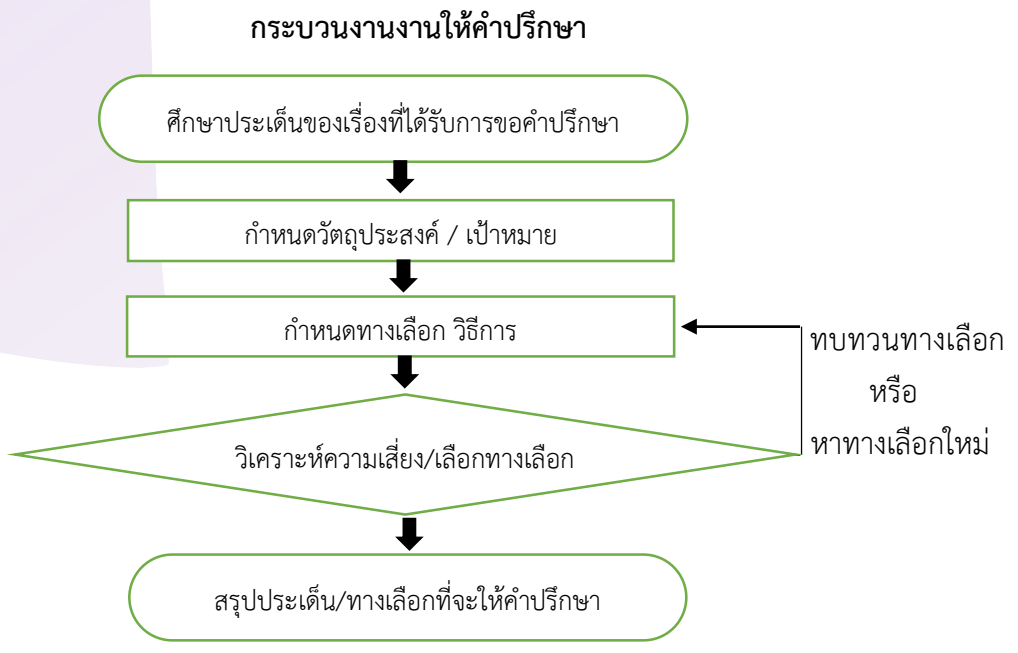 กระบวนงานงานให้คำปรึกษา
ศึกษาประเด็นของเรื่องที่ได้รับการขอคำปรึกษา
กำหนดวัตถุประสงค์ / เป้าหมาย
กำหนดทางเลือก วิธีการ
ทบทวนทางเลือก
หรือ
หาทางเลือกใหม่
วิเคราะห์ความเสี่ยง/เลือกทางเลือก
สรุปประเด็น/ทางเลือกที่จะให้คำปรึกษา